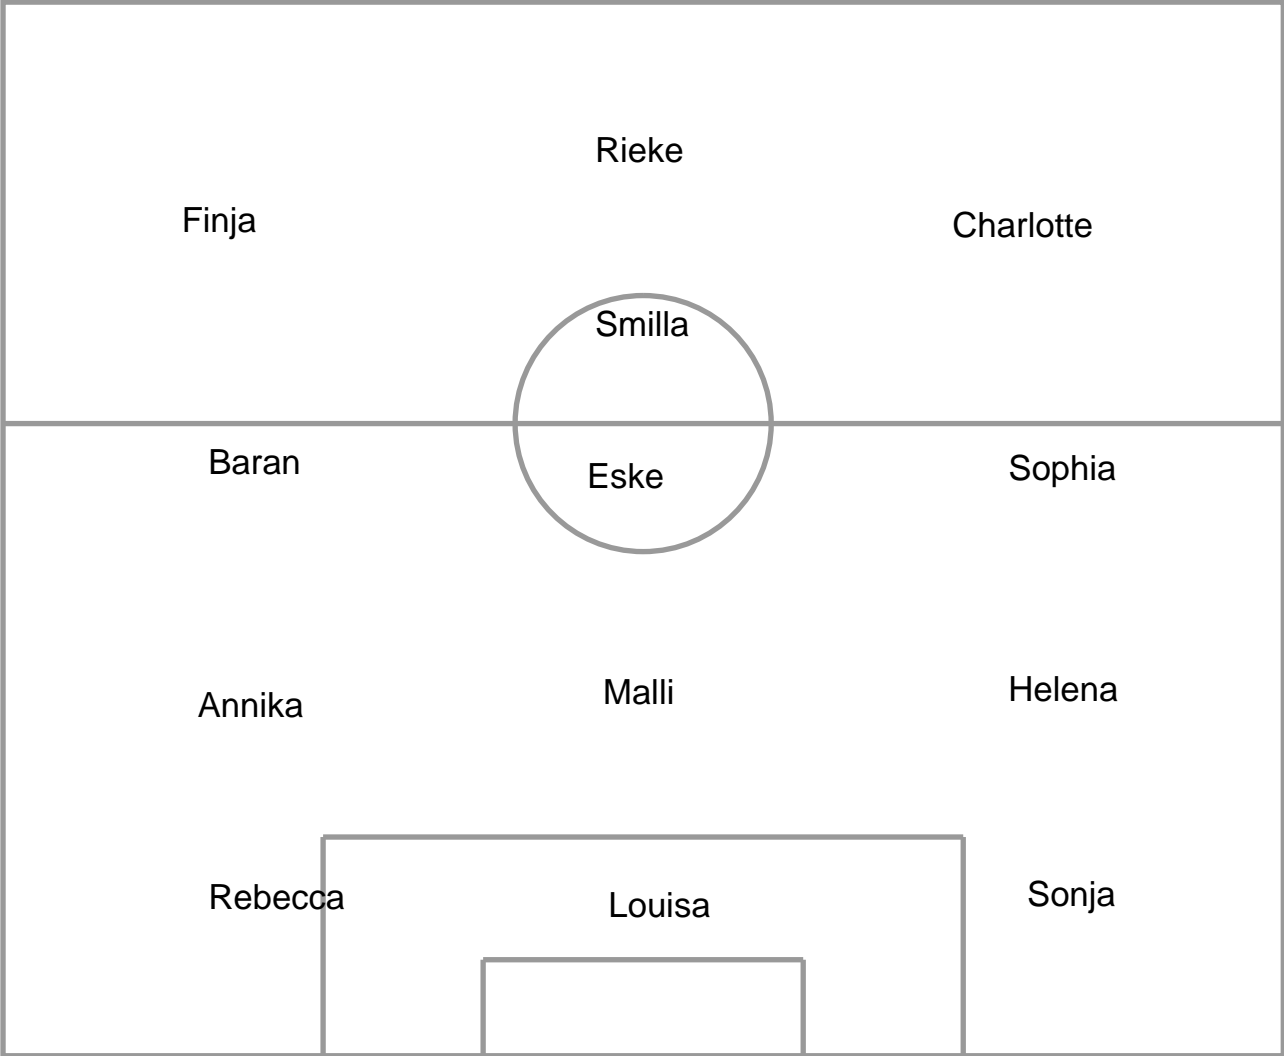 Rieke
Finja
Charlotte
Smilla
Baran
Eske
Sophia
Annika
Malli
Helena
Rebecca
Louisa
Sonja